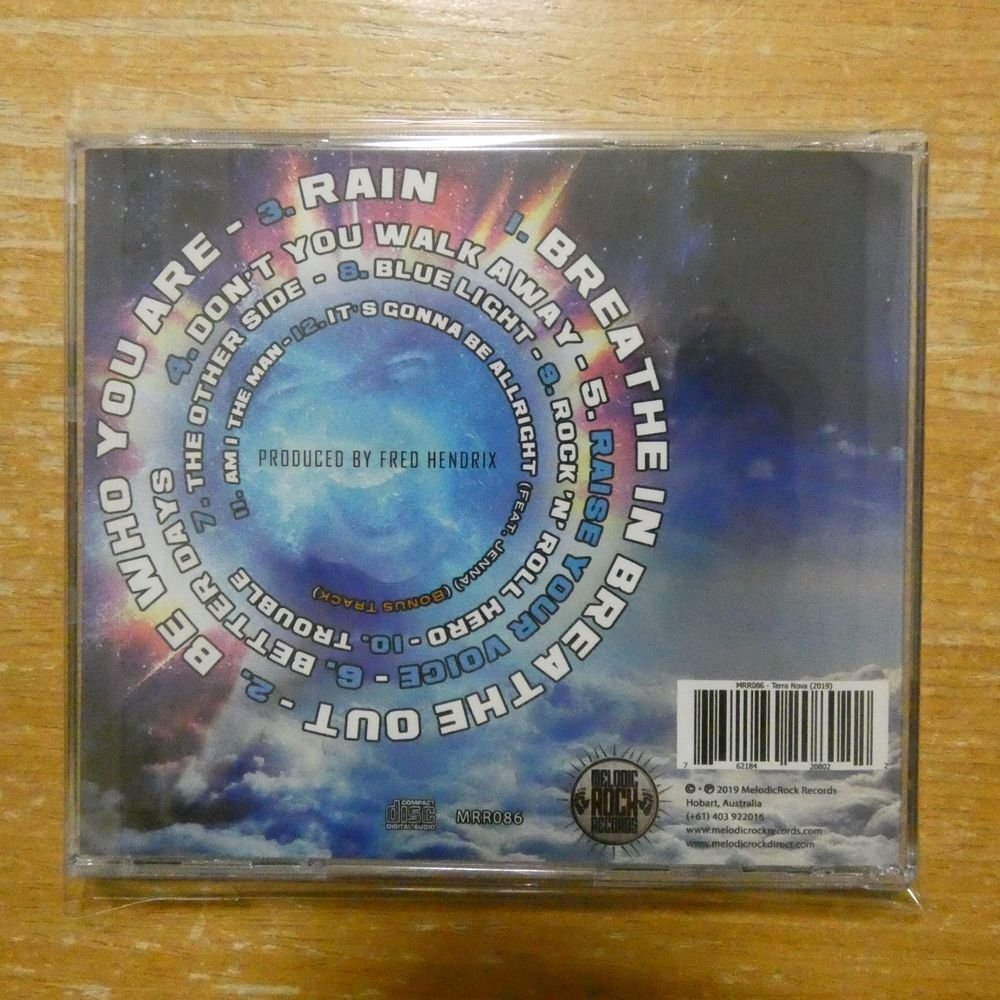 1. BREATHE IN BREATHE OUT - 2. BE WHO YOU ARE - 3. RAIN
4. DON'T YOU WALK AWAY - 5. RAISE YOUR VOICE - 6. BETTER DAYS
7. THE OTHER SIDE - 8. BLUE LIGHT - 9. ROCK 'N' ROLL HERO - 10. TROUBLE
11. AM I THE MAN - 12. IT'S GONNA BE ALLRIGHT (FEAT. JENNA) (BONUS TRACK)
PRODUCED BY FRED HENDRIX
MRR086 - Terra Nova (2019)
7 62184 20802 2
COMPACT
disc
DIGITAL AUDIO
MRR086
MELODIC
ROCK
RECORDS
© • ℗ 2019 MelodicRock Records
Hobart, Australia
(+61) 403 922016
www.melodicrockrecords.com
www.melodicrockdirect.com